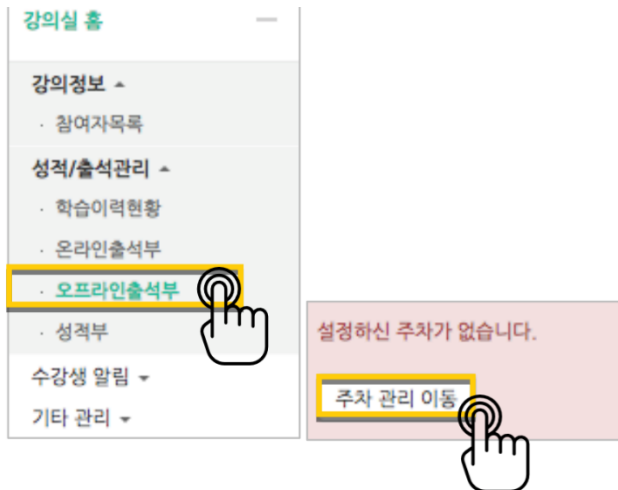 강의실 홈
강의정보
· 참여자목록
성적/출석관리
· 학습이력현황
· 온라인출석부
· 오프라인출석부
· 성적부
수강생 알림
기타 관리
설정하신 주차가 없습니다.
주차 관리 이동